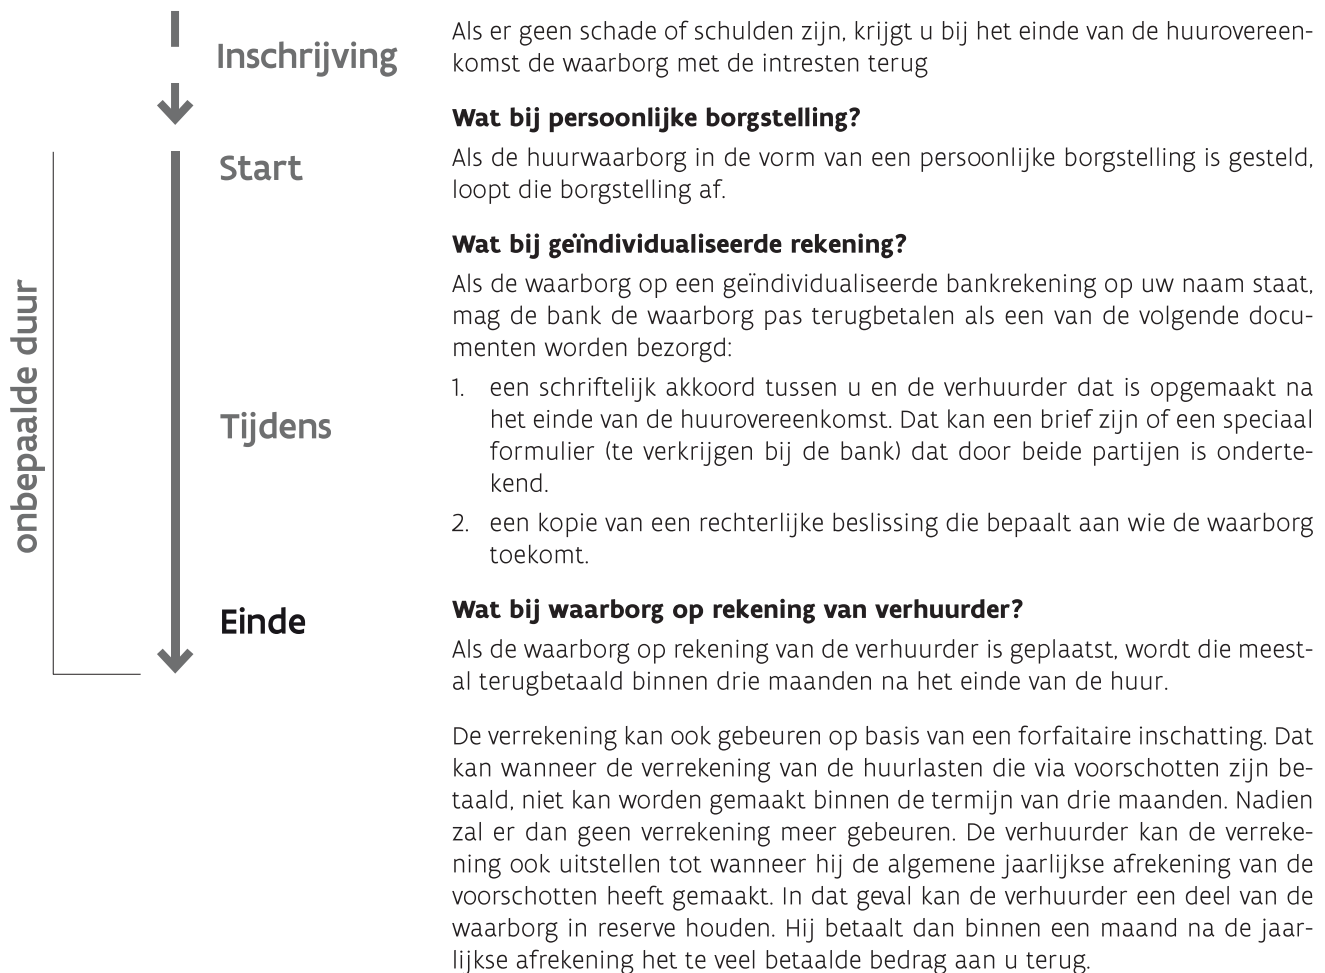 Inschrijving
Start
onbepaalde duur
Tijdens
Einde
Als er geen schade of schulden zijn, krijgt u bij het einde van de huurovereen-
komst de waarborg met de intresten terug
Wat bij persoonlijke borgstelling?
Als de huurwaarborg in de vorm van een persoonlijke borgstelling is gesteld,
loopt die borgstelling af.
Wat bij geïndividualiseerde rekening?
Als de waarborg op een geïndividualiseerde bankrekening op uw naam staat,
mag de bank de waarborg pas terugbetalen als een van de volgende docu-
menten worden bezorgd:
1. een schriftelijk akkoord tussen u en de verhuurder dat is opgemaakt na
het einde van de huurovereenkomst. Dat kan een brief zijn of een speciaal
formulier (te verkrijgen bij de bank) dat door beide partijen is onderte-
kend.
2. een kopie van een rechterlijke beslissing die bepaalt aan wie de waarborg
toekomt.
Wat bij waarborg op rekening van verhuurder?
Als de waarborg op rekening van de verhuurder is geplaatst, wordt die meest-
al terugbetaald binnen drie maanden na het einde van de huur.
De verrekening kan ook gebeuren op basis van een forfaitaire inschatting. Dat
kan wanneer de verrekening van de huurlasten die via voorschotten zijn be-
taald, niet kan worden gemaakt binnen de termijn van drie maanden. Nadien
zal er dan geen verrekening meer gebeuren. De verhuurder kan de verreke-
ning ook uitstellen tot wanneer hij de algemene jaarlijkse afrekening van de
voorschotten heeft gemaakt. In dat geval kan de verhuurder een deel van de
waarborg in reserve houden. Hij betaalt dan binnen een maand na de jaar-
lijkse afrekening het te veel betaalde bedrag aan u terug.